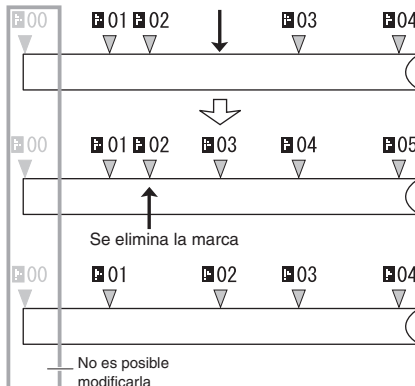 00 01 02 03 04
00 01 02 03 04 05
Se elimina la marca
00 01 02 03 04
No es posible
modificarla